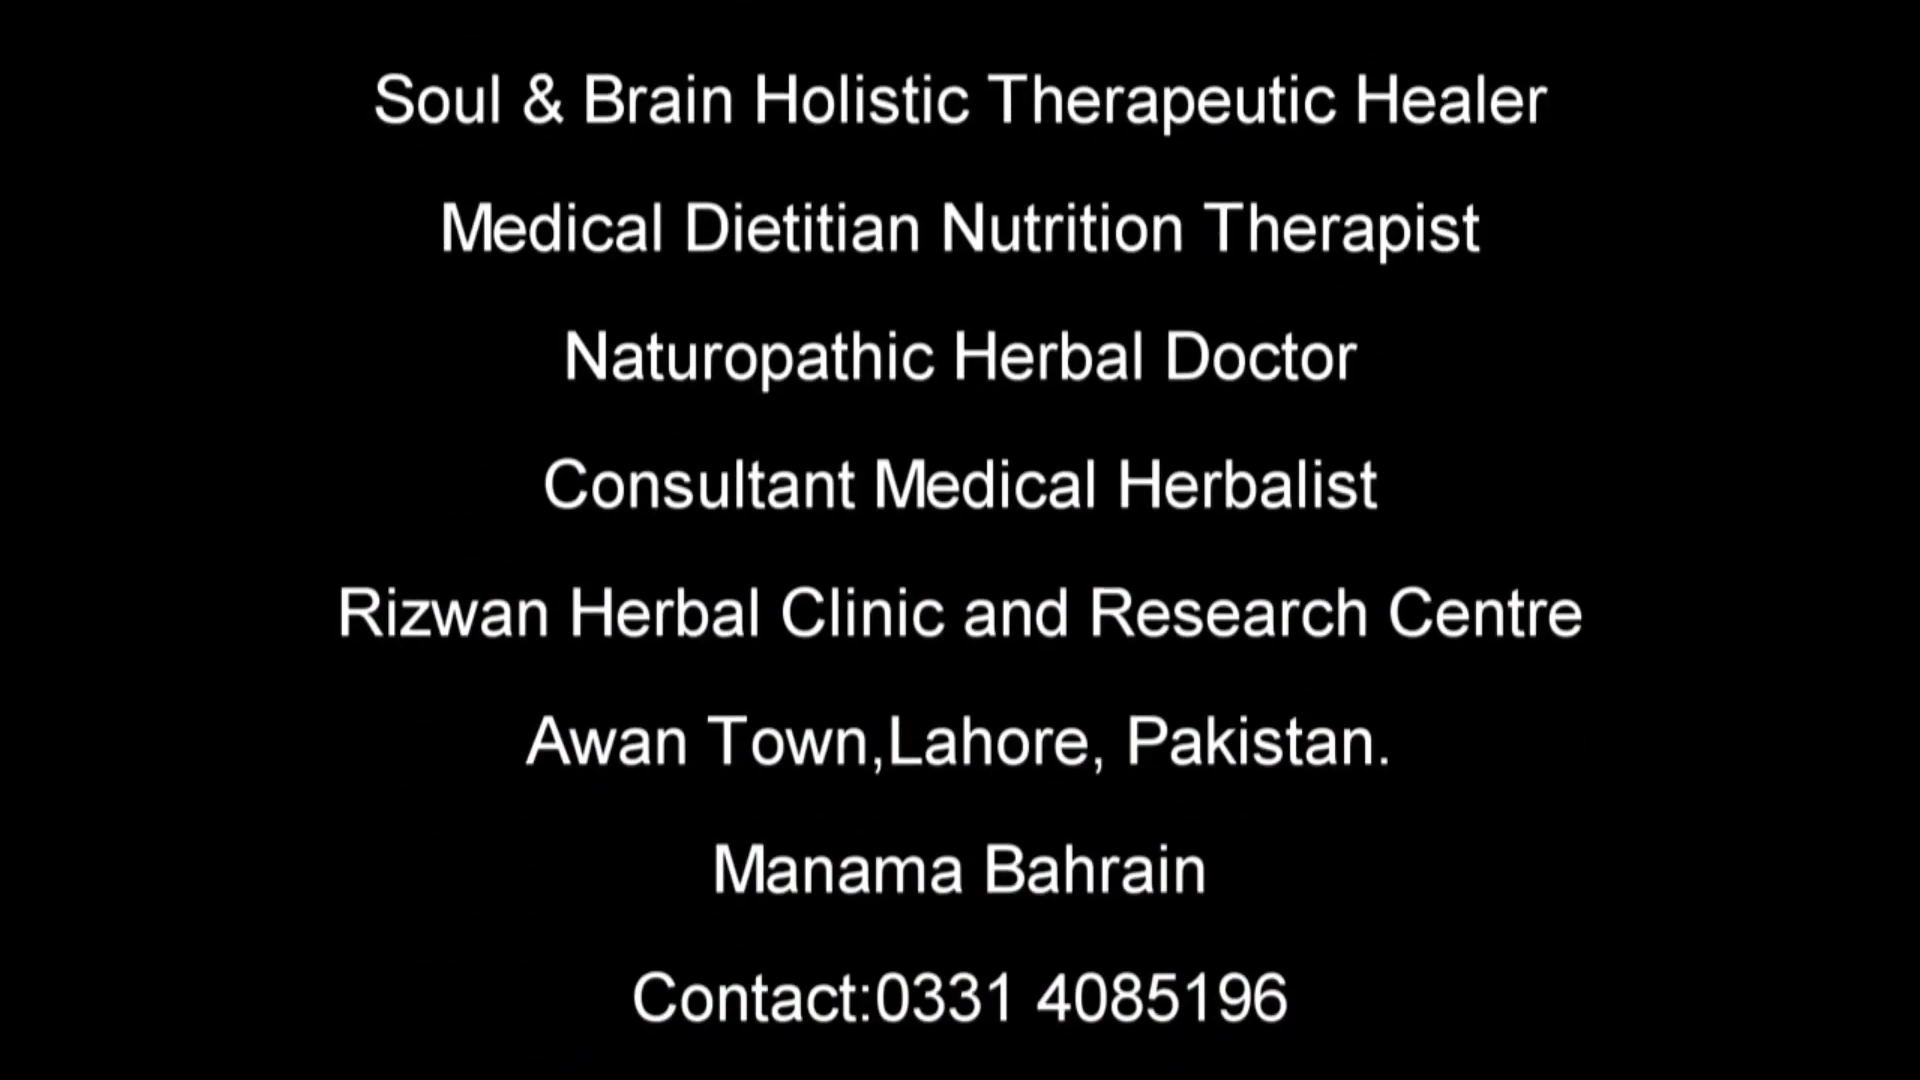 Soul & Brain Holistic Therapeutic Healer
Medical Dietitian Nutrition Therapist
Naturopathic Herbal Doctor
Consultant Medical Herbalist
Rizwan Herbal Clinic and Research Centre
Awan Town,Lahore, Pakistan.
Manama Bahrain
Contact:0331 4085196